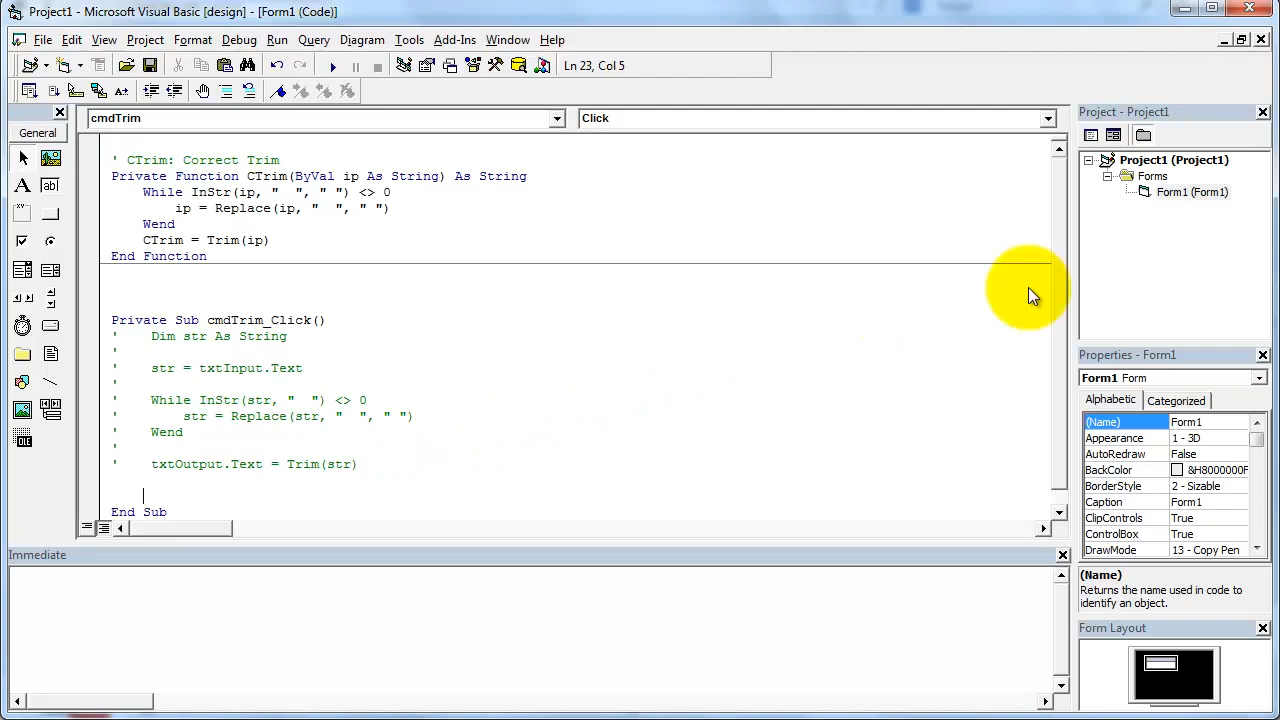 Project1 - Microsoft Visual Basic [design] - [Form1 (Code)]
File Edit View Project Format Debug Run Query Diagram Tools Add-Ins Window Help
Ln 23, Col 5
General
cmdTrim Click
' CTrim: Correct Trim
Private Function CTrim(ByVal ip As String) As String
While InStr(ip, "  ", " ") <> 0
ip = Replace(ip, "  ", " ")
Wend
CTrim = Trim(ip)
End Function
Private Sub cmdTrim_Click()
' Dim str As String
'
' str = txtInput.Text
'
' While InStr(str, "  ") <> 0
' str = Replace(str, "  ", " ")
' Wend
'
' txtOutput.Text = Trim(str)
End Sub
Immediate
Project - Project1
Project1 (Project1)
Forms
Form1 (Form1)
Properties - Form1
Form1 Form
Alphabetic Categorized
(Name) Form1
Appearance 1 - 3D
AutoRedraw False
BackColor &H8000000F
BorderStyle 2 - Sizable
Caption Form1
ClipControls True
ControlBox True
DrawMode 13 - Copy Pen
(Name)
Returns the name used in code to
identify an object.
Form Layout